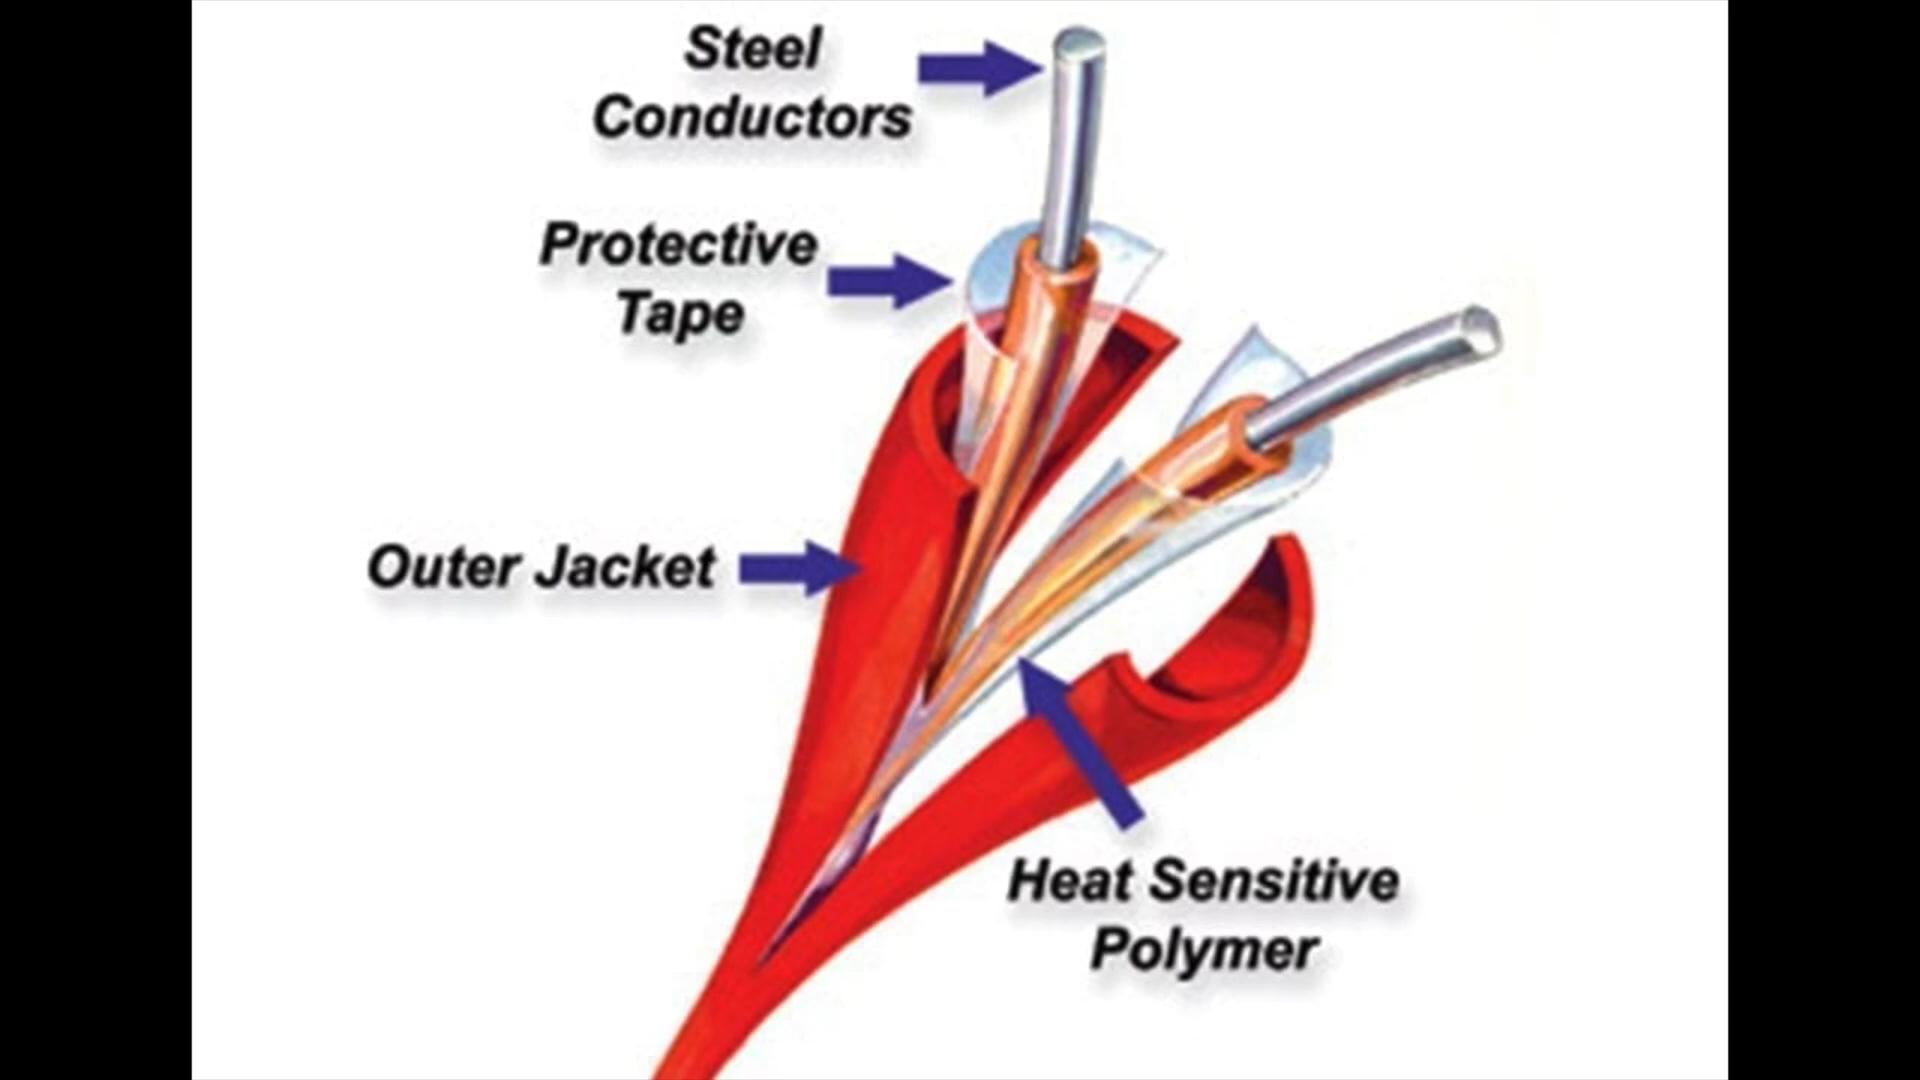 Steel
Conductors
Protective
Tape
Outer Jacket
Heat Sensitive
Polymer